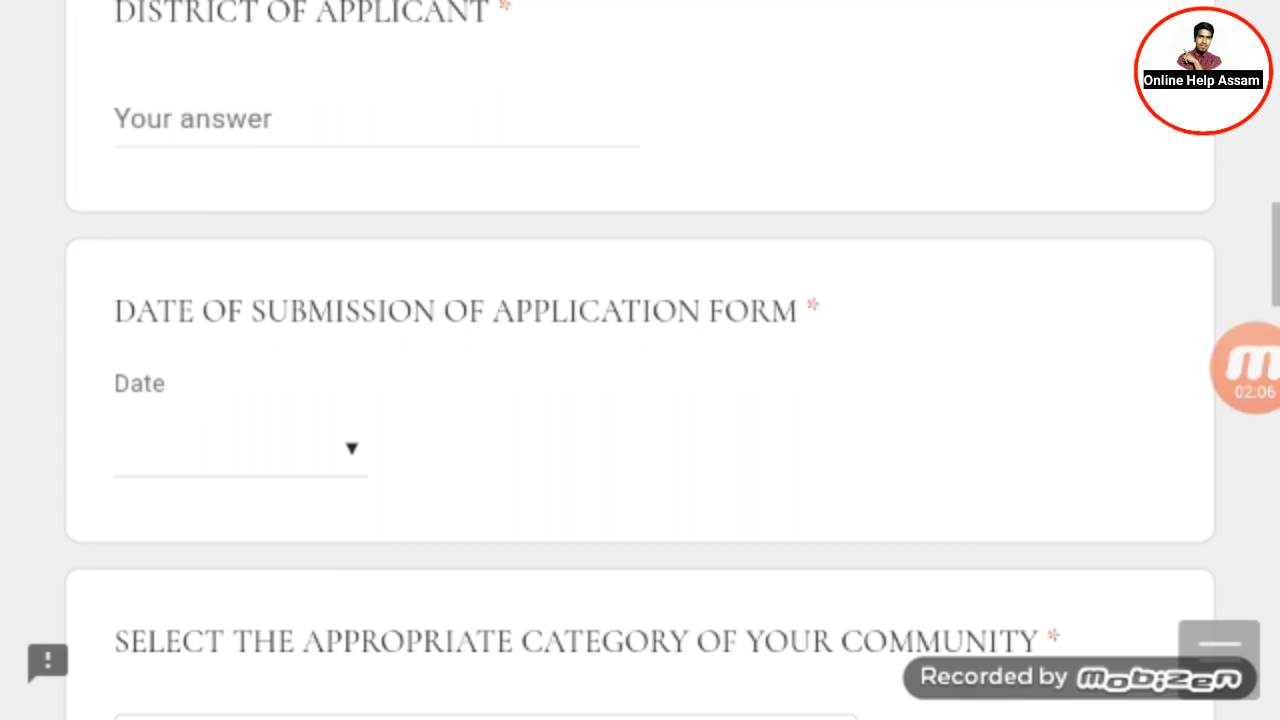 DISTRICT OF APPLICANT *
Online Help Assam
Your answer
DATE OF SUBMISSION OF APPLICATION FORM *
Date
02:06
SELECT THE APPROPRIATE CATEGORY OF YOUR COMMUNITY *
Recorded by mobizen